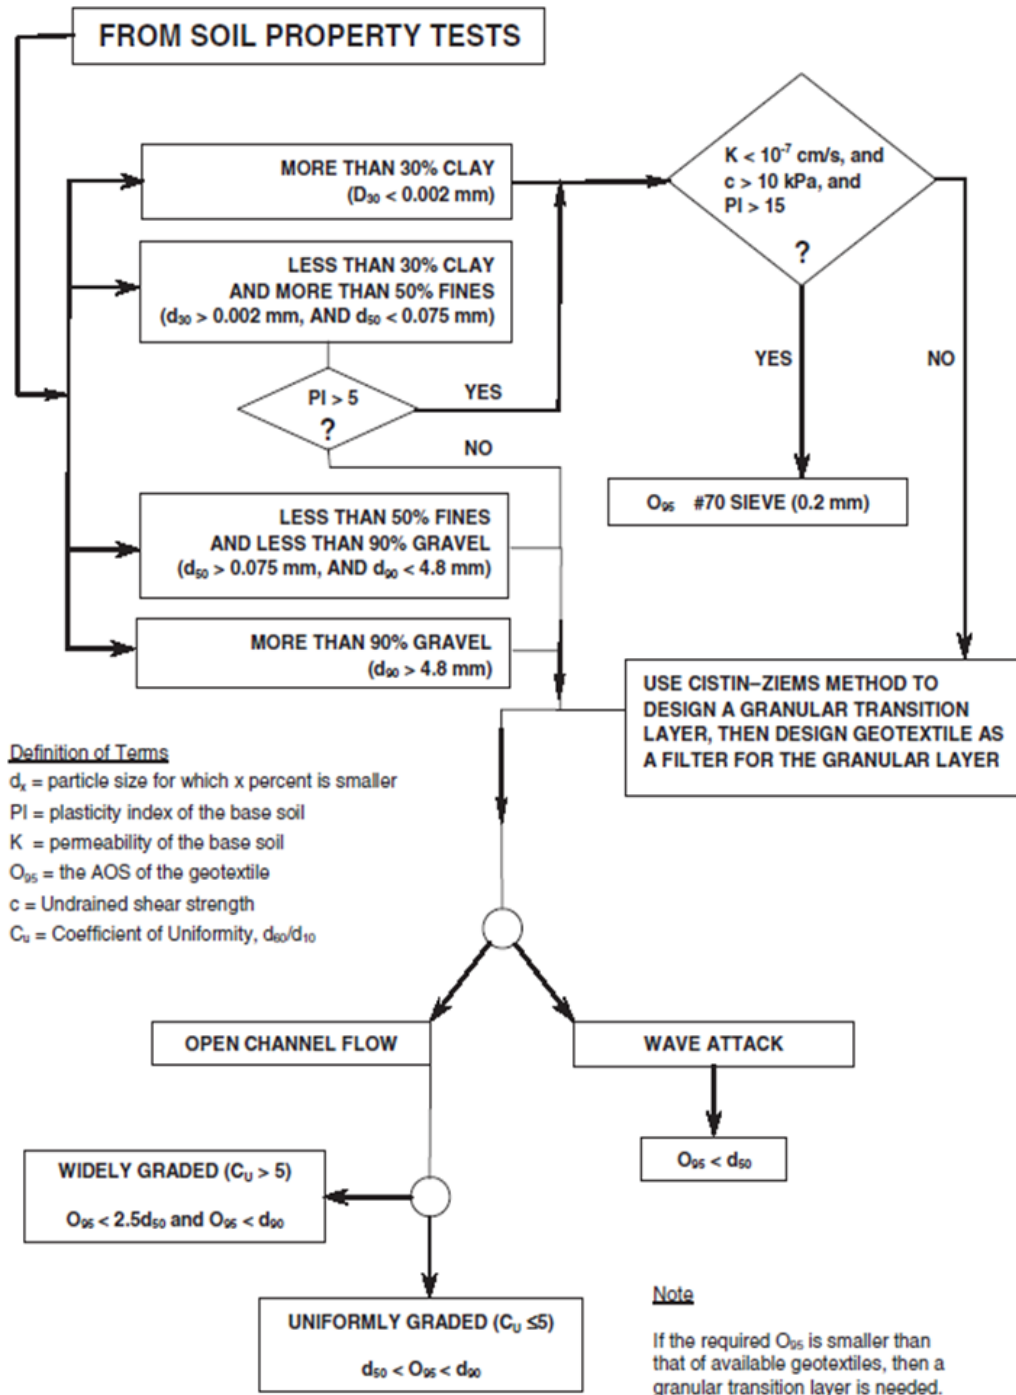 FROM SOIL PROPERTY TESTS
MORE THAN 30% CLAY
(D₃₀ < 0.002 mm)
K < 10⁻⁷ cm/s, and
c > 10 kPa, and
PI > 15
?
LESS THAN 30% CLAY
AND MORE THAN 50% FINES
(d₃₀ > 0.002 mm, AND d₅₀ < 0.075 mm)
YES
NO
PI > 5
?
YES
NO
O₉₅ #70 SIEVE (0.2 mm)
LESS THAN 50% FINES
AND LESS THAN 90% GRAVEL
(d₅₀ > 0.075 mm, AND d₉₀ < 4.8 mm)
MORE THAN 90% GRAVEL
(d₉₀ > 4.8 mm)
USE CISTIN–ZIEMS METHOD TO
DESIGN A GRANULAR TRANSITION
LAYER, THEN DESIGN GEOTEXTILE AS
A FILTER FOR THE GRANULAR LAYER
Definition of Terms
dₓ = particle size for which x percent is smaller
PI = plasticity index of the base soil
K = permeability of the base soil
O₉₅ = the AOS of the geotextile
c = Undrained shear strength
Cᵤ = Coefficient of Uniformity, d₆₀/d₁₀
OPEN CHANNEL FLOW
WAVE ATTACK
O₉₅ < d₅₀
WIDELY GRADED (Cᵤ > 5)
O₉₅ < 2.5d₅₀ and O₉₅ < d₉₀
UNIFORMLY GRADED (Cᵤ ≤5)
d₅₀ < O₉₅ < d₉₀
Note
If the required O₉₅ is smaller than
that of available geotextiles, then a
granular transition layer is needed.